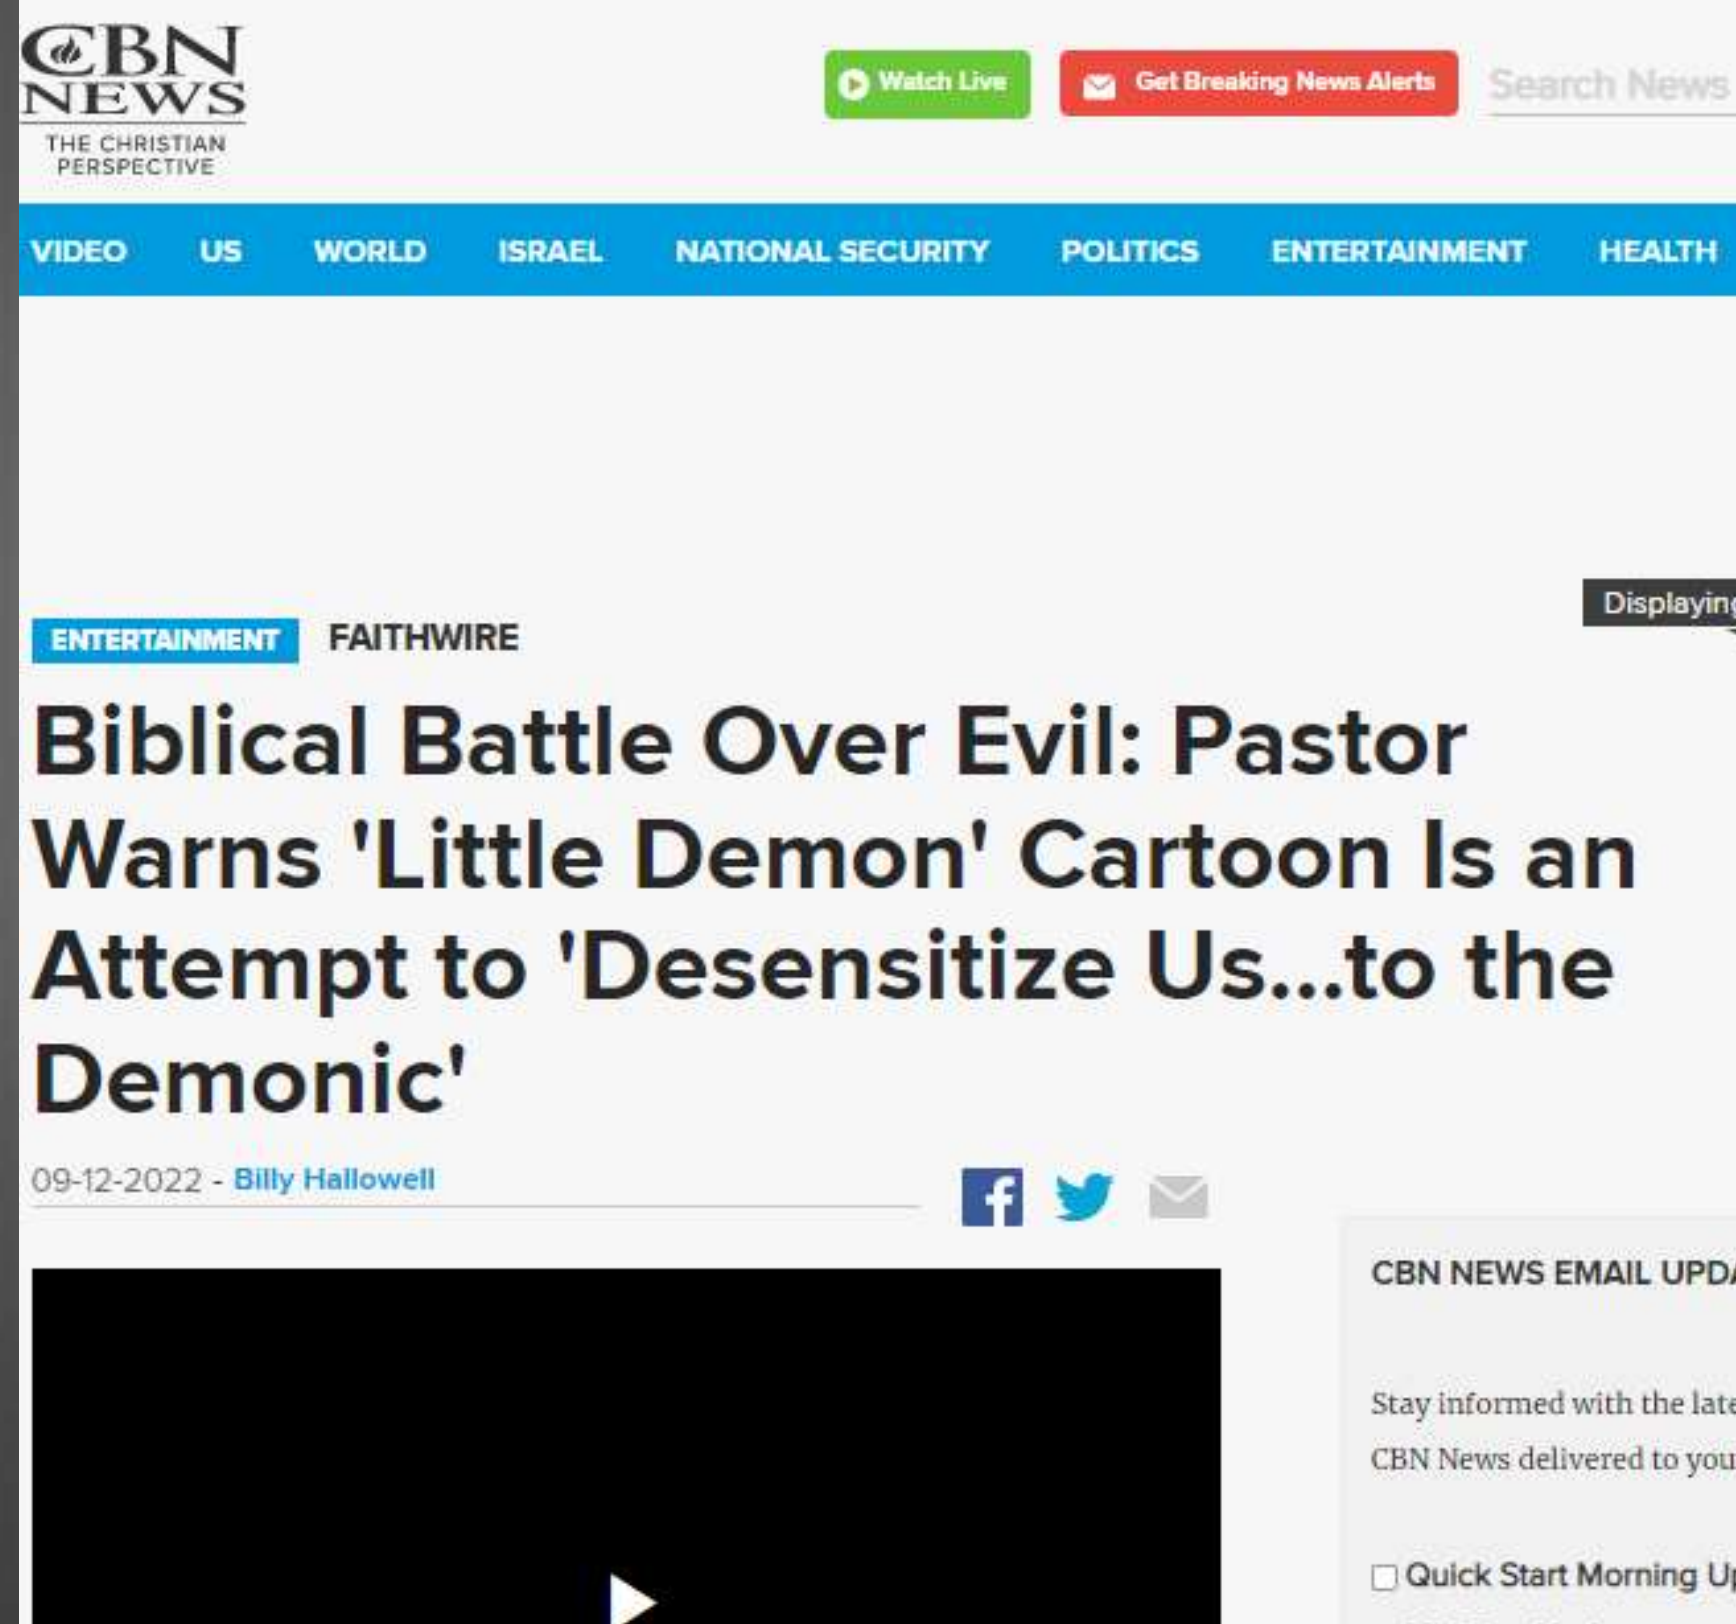 CBN
NEWS
THE CHRISTIAN
PERSPECTIVE
Watch Live
Get Breaking News Alerts
Search News
VIDEO US WORLD ISRAEL NATIONAL SECURITY POLITICS ENTERTAINMENT HEALTH
Displaying
ENTERTAINMENT FAITHWIRE
Biblical Battle Over Evil: Pastor
Warns 'Little Demon' Cartoon Is an
Attempt to 'Desensitize Us...to the
Demonic'
09-12-2022 - Billy Hallowell
CBN NEWS EMAIL
Stay informed with the
CBN News delivered to
Quick Start Morning